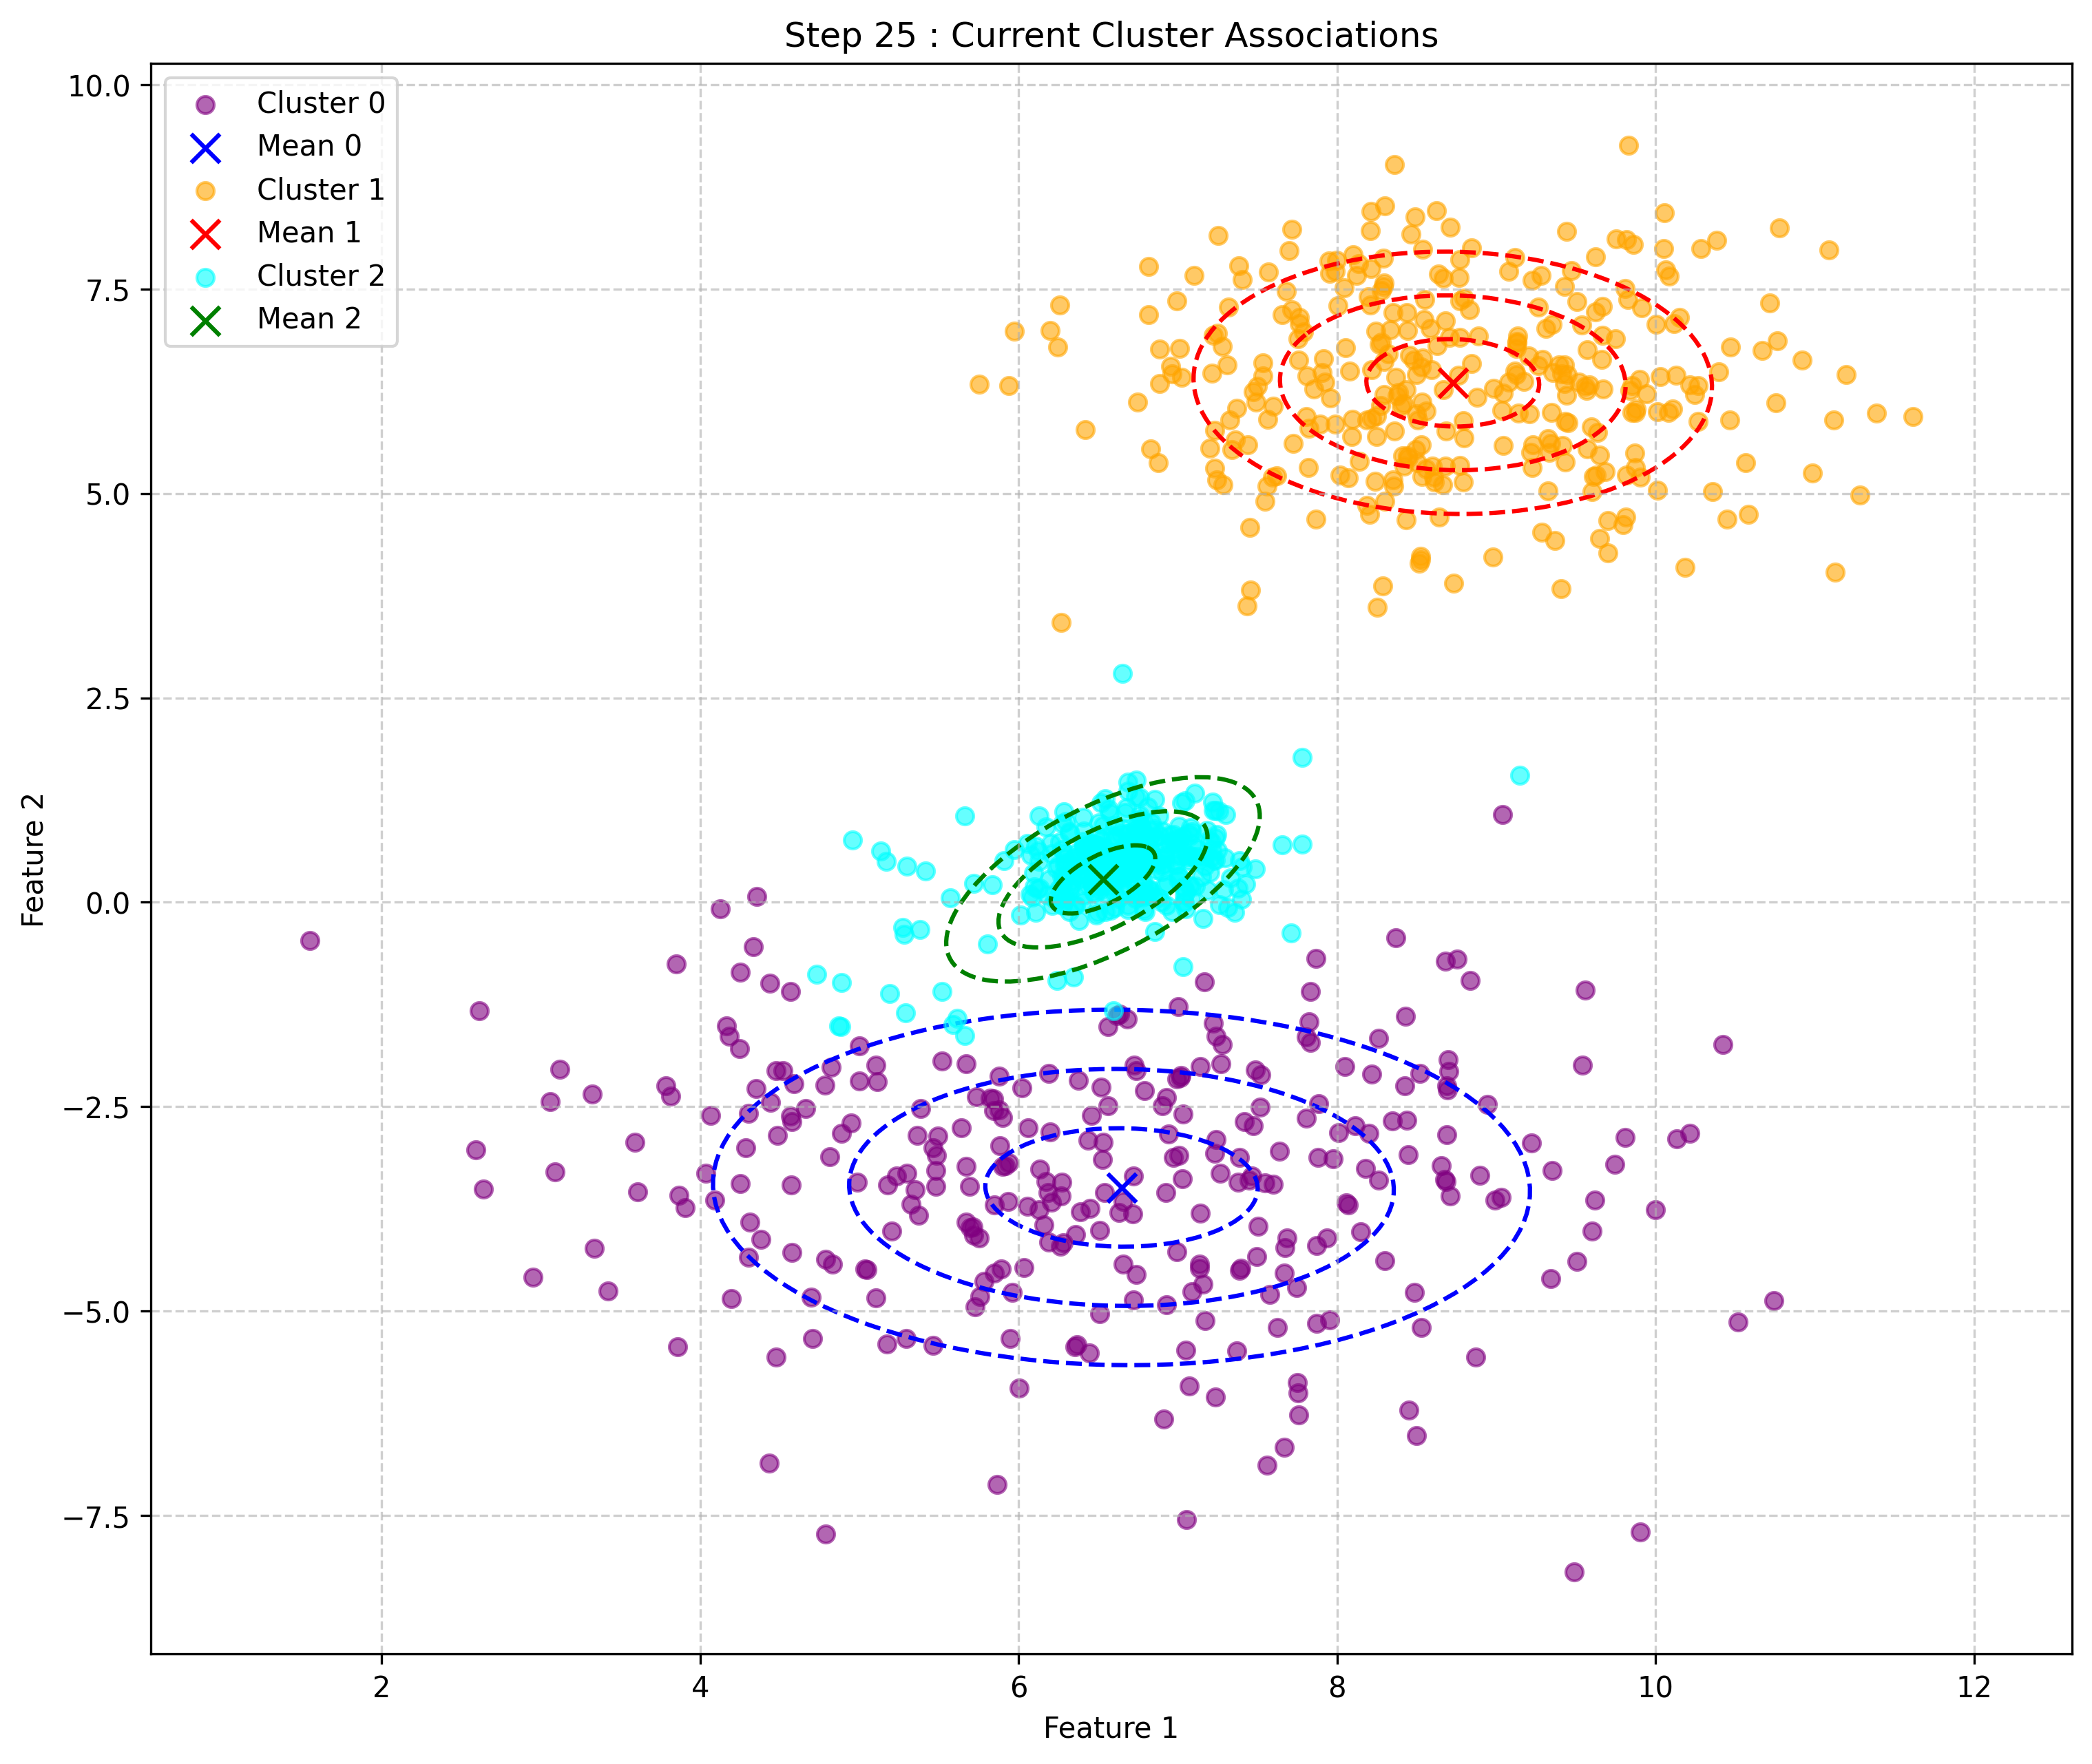 Step 25 : Current Cluster Associations
Cluster 0
Mean 0
Cluster 1
Mean 1
Cluster 2
Mean 2
10.0
7.5
5.0
2.5
0.0
−2.5
−5.0
−7.5
Feature 2
2 4 6 8 10 12
Feature 1